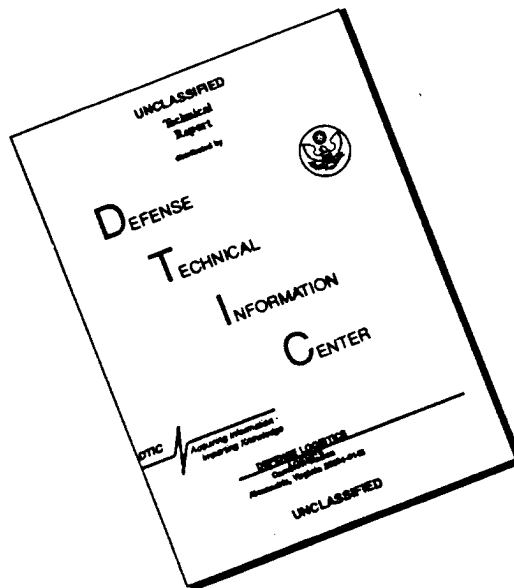 UNCLASSIFIED
Technical
Report
distributed by
DEFENSE
TECHNICAL
INFORMATION
CENTER
DTIC
Acquiring Information -
Imparting Knowledge
DEFENSE LOGISTICS
Alexandria, Virginia
UNCLASSIFIED